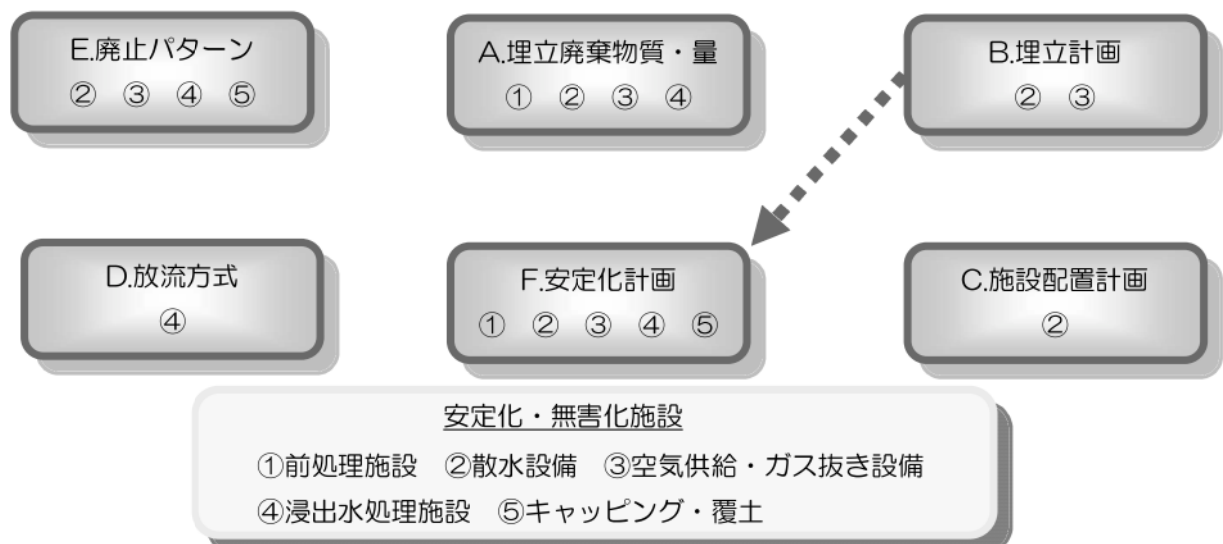 E.廃止パターン
② ③ ④ ⑤
A.埋立廃棄物質・量
① ② ③ ④
B.埋立計画
② ③
D.放流方式
④
F.安定化計画
① ② ③ ④ ⑤
C.施設配置計画
②
安定化・無害化施設
①前処理施設 ②散水設備 ③空気供給・ガス抜き設備
④浸出水処理施設 ⑤キャッピング・覆土